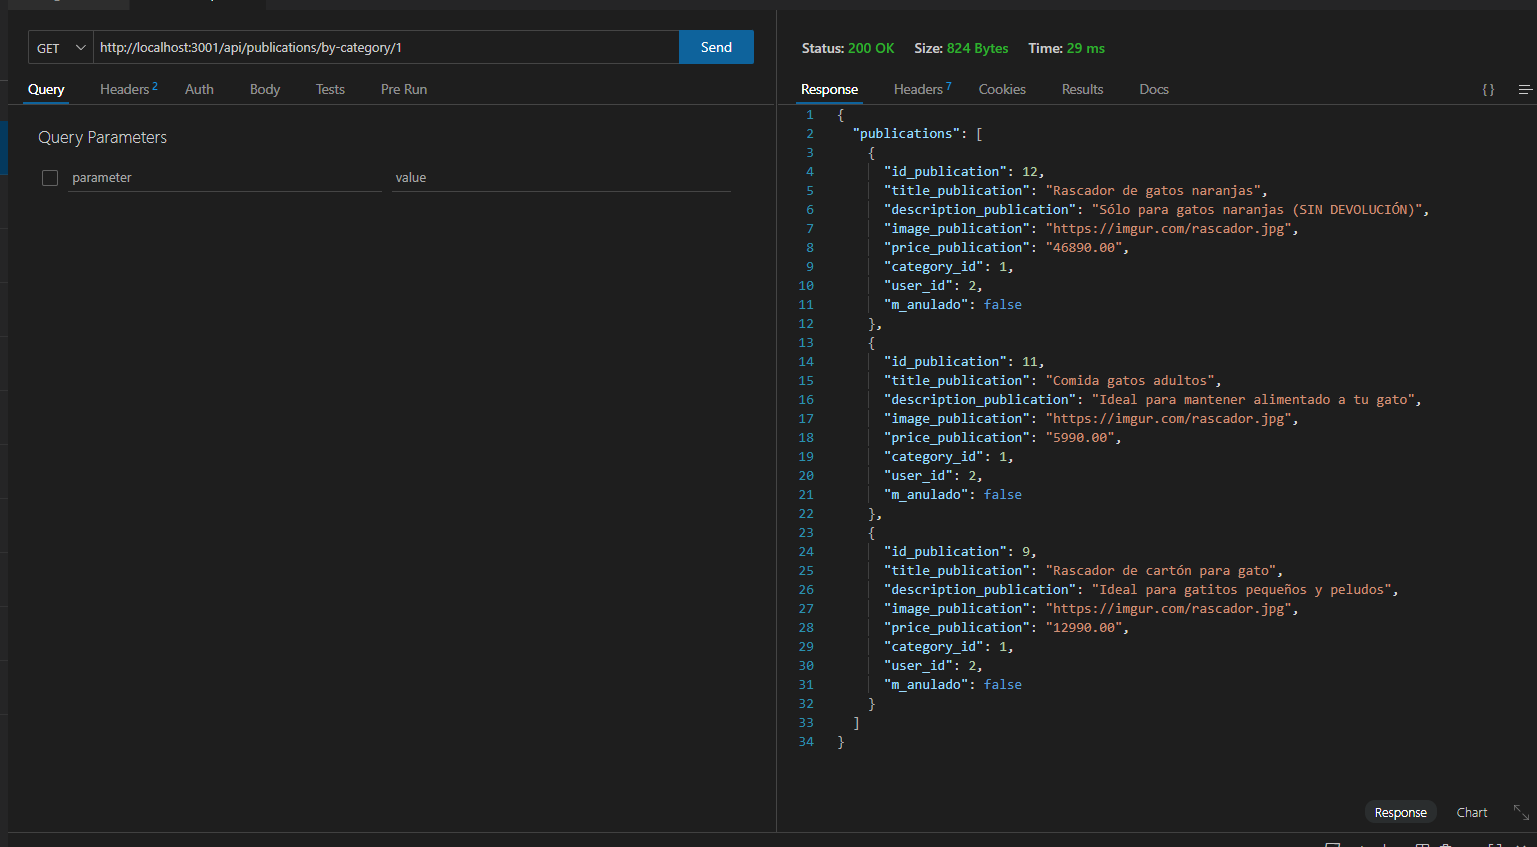 GET http://localhost:3001/api/publications/by-category/1 Send
Query Headers 2 Auth Body Tests Pre Run
Query Parameters
parameter value
Status: 200 OK Size: 824 Bytes Time: 29 ms
Response Headers 7 Cookies Results Docs { }
1 {
2 "publications": [
3 {
4 "id_publication": 12,
5 "title_publication": "Rascador de gatos naranjas",
6 "description_publication": "Sólo para gatos naranjas (SIN DEVOLUCIÓN)",
7 "image_publication": "https://imgur.com/rascador.jpg",
8 "price_publication": "46890.00",
9 "category_id": 1,
10 "user_id": 2,
11 "m_anulado": false
12 },
13 {
14 "id_publication": 11,
15 "title_publication": "Comida gatos adultos",
16 "description_publication": "Ideal para mantener alimentado a tu gato",
17 "image_publication": "https://imgur.com/rascador.jpg",
18 "price_publication": "5990.00",
19 "category_id": 1,
20 "user_id": 2,
21 "m_anulado": false
22 },
23 {
24 "id_publication": 9,
25 "title_publication": "Rascador de cartón para gato",
26 "description_publication": "Ideal para gatitos pequeños y peludos",
27 "image_publication": "https://imgur.com/rascador.jpg",
28 "price_publication": "12990.00",
29 "category_id": 1,
30 "user_id": 2,
31 "m_anulado": false
32 }
33 ]
34 }
Response Chart